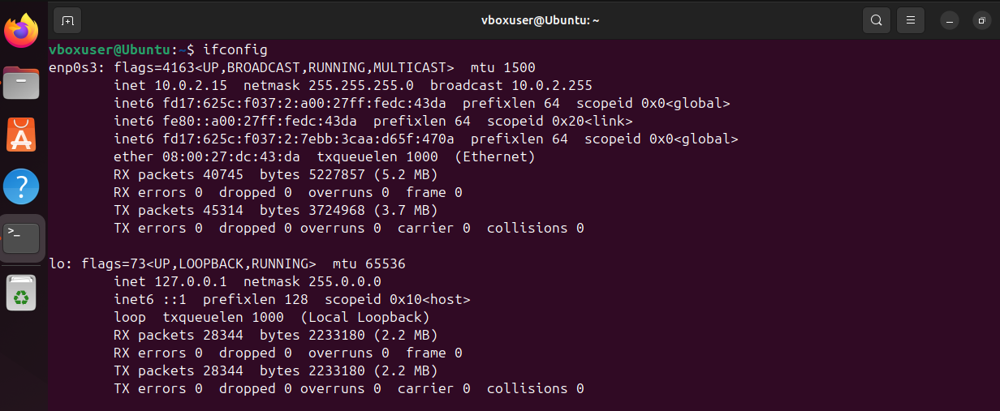 vboxuser@Ubuntu: ~
vboxuser@Ubuntu:~$ ifconfig
enp0s3: flags=4163<UP,BROADCAST,RUNNING,MULTICAST>  mtu 1500
        inet 10.0.2.15  netmask 255.255.255.0  broadcast 10.0.2.255
        inet6 fd17:625c:f037:2:a00:27ff:fedc:43da  prefixlen 64  scopeid 0x0<global>
        inet6 fe80::a00:27ff:fedc:43da  prefixlen 64  scopeid 0x20<link>
        inet6 fd17:625c:f037:2:7ebb:3caa:d65f:470a  prefixlen 64  scopeid 0x0<global>
        ether 08:00:27:dc:43:da  txqueuelen 1000  (Ethernet)
        RX packets 40745  bytes 5227857 (5.2 MB)
        RX errors 0  dropped 0  overruns 0  frame 0
        TX packets 45314  bytes 3724968 (3.7 MB)
        TX errors 0  dropped 0 overruns 0  carrier 0  collisions 0

lo: flags=73<UP,LOOPBACK,RUNNING>  mtu 65536
        inet 127.0.0.1  netmask 255.0.0.0
        inet6 ::1  prefixlen 128  scopeid 0x10<host>
        loop  txqueuelen 1000  (Local Loopback)
        RX packets 28344  bytes 2233180 (2.2 MB)
        RX errors 0  dropped 0  overruns 0  frame 0
        TX packets 28344  bytes 2233180 (2.2 MB)
        TX errors 0  dropped 0 overruns 0  carrier 0  collisions 0